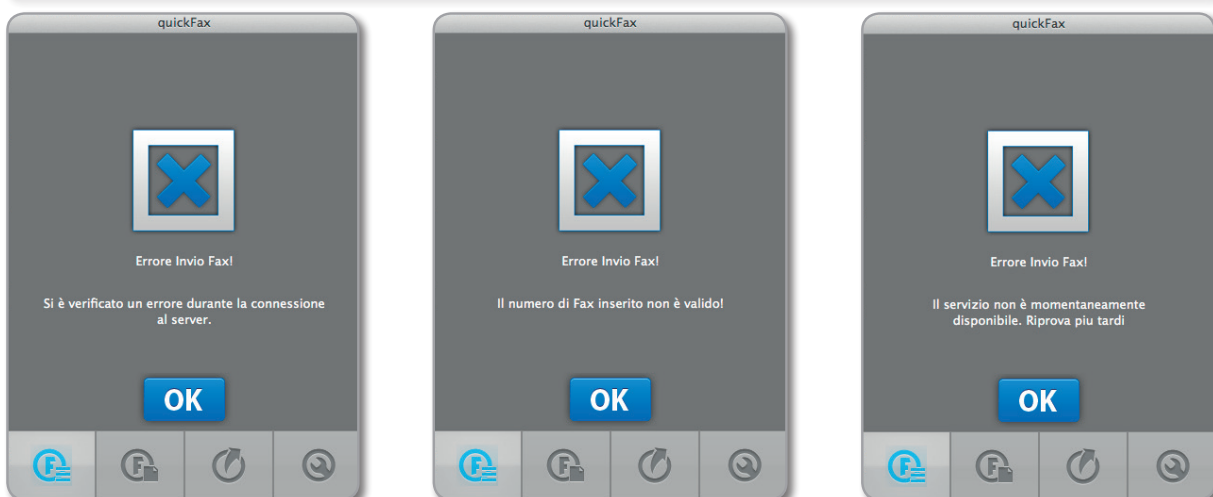 quickFax
Errore Invio Fax!
Si è verificato un errore durante la connessione
al server.
OK
quickFax
Errore Invio Fax!
Il numero di Fax inserito non è valido!
OK
quickFax
Errore Invio Fax!
Il servizio non è momentaneamente
disponibile. Riprova piu tardi
OK